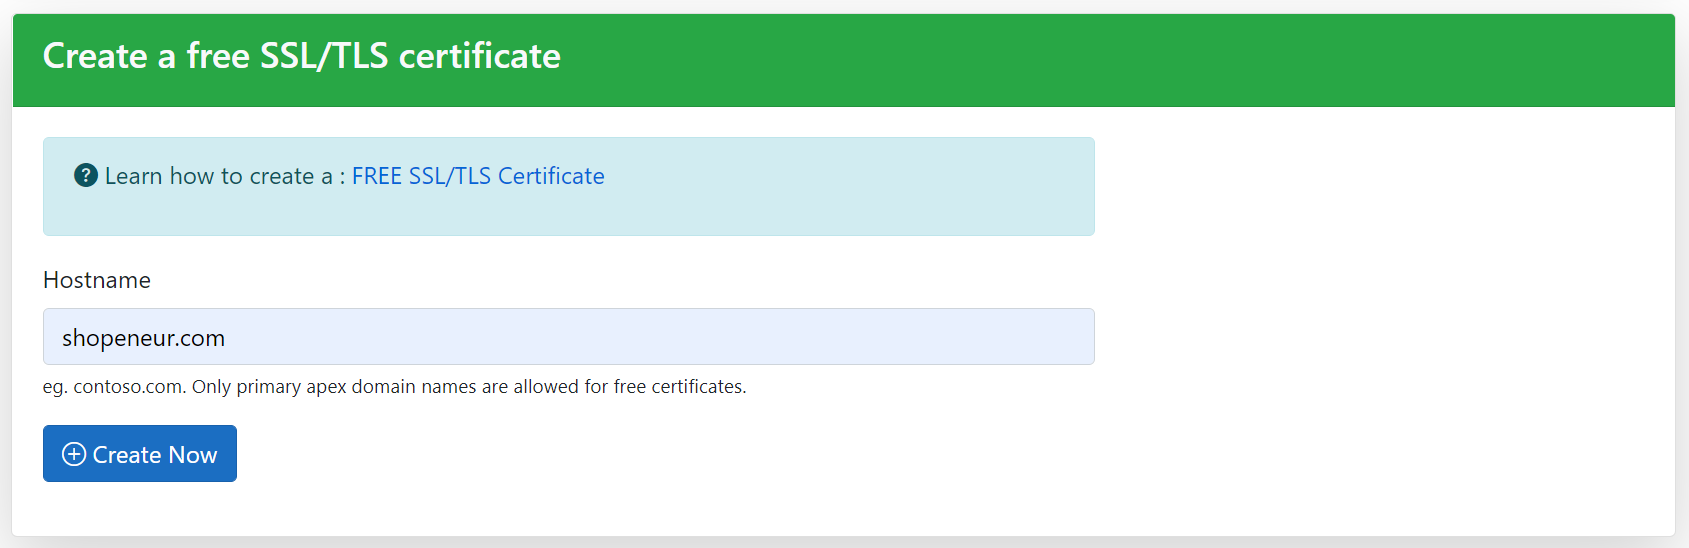 Create a free SSL/TLS certificate
? Learn how to create a : FREE SSL/TLS Certificate
Hostname
shopeneur.com
eg. contoso.com. Only primary apex domain names are allowed for free certificates.
Create Now